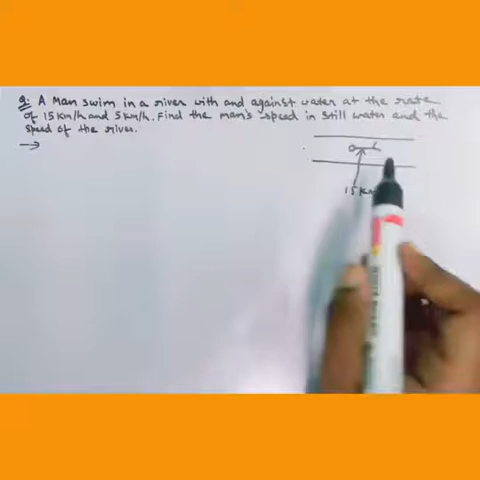 Q: A Man swim in a river with and against water at the rate
of 15 km/h and 5 km/h. Find the man's speed in still water and the
speed of the river.
15 km